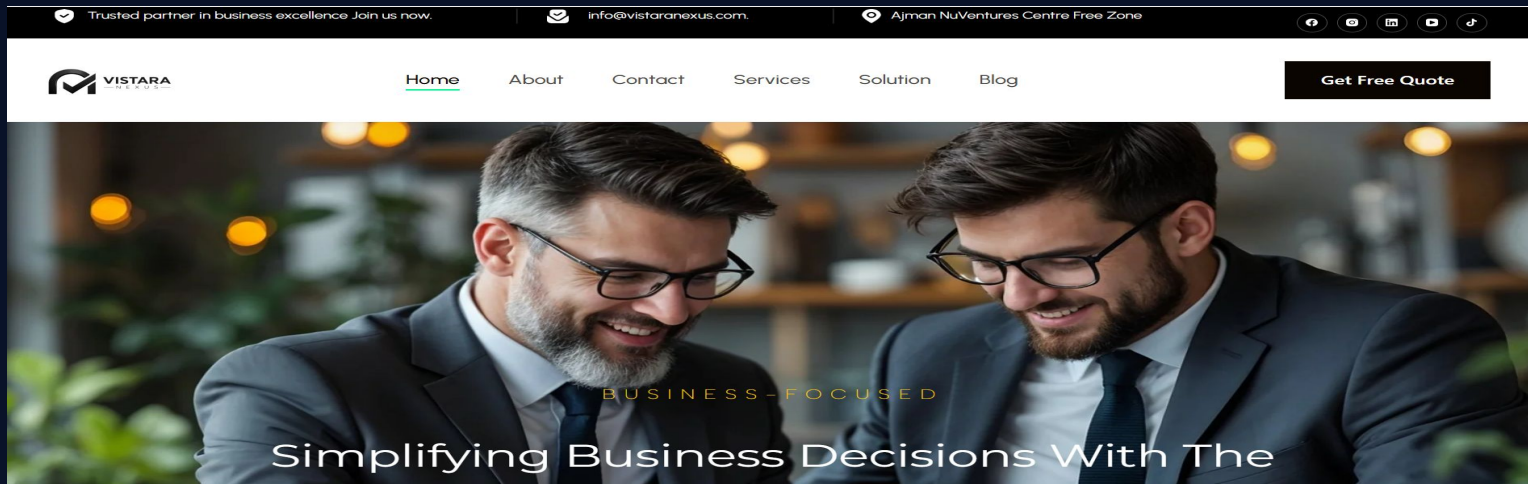 Trusted partner in business excellence Join us now.
info@vistaranexus.com.
Ajman NuVentures Centre Free Zone
VISTARA
NEXUS
Home
About
Contact
Services
Solution
Blog
Get Free Quote
BUSINESS-FOCUSED
Simplifying Business Decisions With The